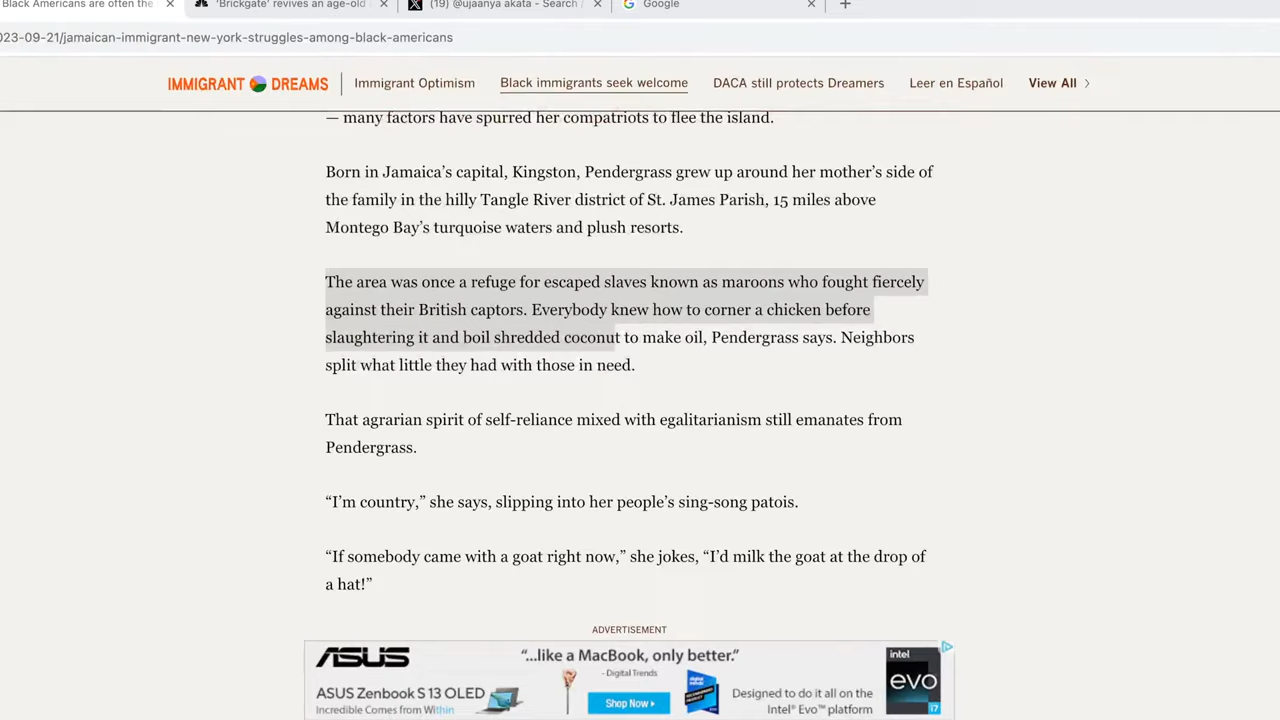 Black Americans are often the
'Brickgate' revives an age-old
(19) @ujaanya akata - Search /
Google
023-09-21/jamaican-immigrant-new-york-struggles-among-black-americans
IMMIGRANT DREAMS
Immigrant Optimism
Black immigrants seek welcome
DACA still protects Dreamers
Leer en Español
View All
— many factors have spurred her compatriots to flee the island.
Born in Jamaica’s capital, Kingston, Pendergrass grew up around her mother’s side of
the family in the hilly Tangle River district of St. James Parish, 15 miles above
Montego Bay’s turquoise waters and plush resorts.
The area was once a refuge for escaped slaves known as maroons who fought fiercely
against their British captors. Everybody knew how to corner a chicken before
slaughtering it and boil shredded coconut to make oil, Pendergrass says. Neighbors
split what little they had with those in need.
That agrarian spirit of self-reliance mixed with egalitarianism still emanates from
Pendergrass.
“I’m country,” she says, slipping into her people’s sing-song patois.
“If somebody came with a goat right now,” she jokes, “I’d milk the goat at the drop of
a hat!”
ADVERTISEMENT
ASUS
“...like a MacBook, only better.”
- Digital Trends
ASUS Zenbook S 13 OLED
Incredible Comes from Within
Shop Now
Designed to do it all on the
Intel® Evo™ platform
intel
evo
i7